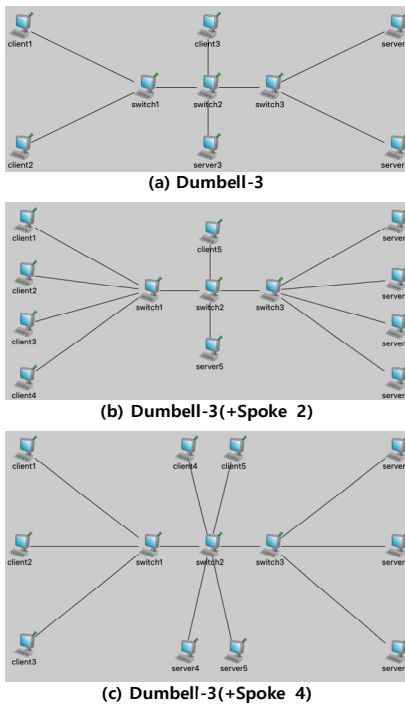 client1
client3
server
switch1
switch2
switch3
client2
server3
server
(a) Dumbell-3
client1
client5
server
client2
server
switch1
switch2
switch3
client3
server
server5
client4
server
(b) Dumbell-3(+Spoke 2)
client1
client4
client5
server
client2
switch1
switch2
switch3
server
client3
server4
server5
server
(c) Dumbell-3(+Spoke 4)